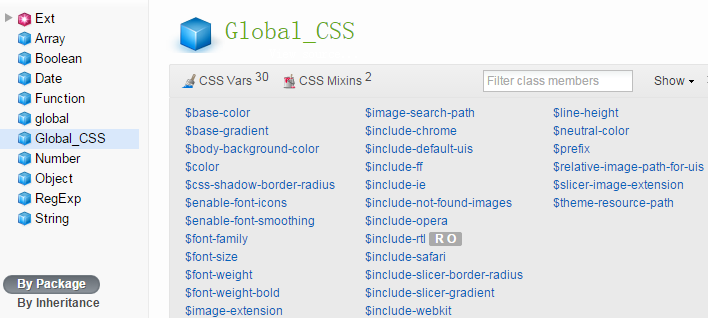 Ext
Array
Boolean
Date
Function
global
Global_CSS
Number
Object
RegExp
String
By Package
By Inheritance
Global_CSS
CSS Vars 30
CSS Mixins 2
Filter class members
Show
$base-color
$base-gradient
$body-background-color
$color
$css-shadow-border-radius
$enable-font-icons
$enable-font-smoothing
$font-family
$font-size
$font-weight
$font-weight-bold
$image-extension
$image-search-path
$include-chrome
$include-default-uis
$include-ff
$include-ie
$include-not-found-images
$include-opera
$include-rtl R O
$include-safari
$include-slicer-border-radius
$include-slicer-gradient
$include-webkit
$line-height
$neutral-color
$prefix
$relative-image-path-for-uis
$slicer-image-extension
$theme-resource-path